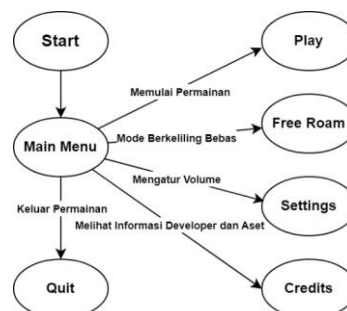 Start
Play
Memulai Permainan
Free Roam
Mode Berkeliling Bebas
Main Menu
Mengatur Volume
Settings
Keluar Permainan
Melihat Informasi Developer dan Aset
Quit
Credits